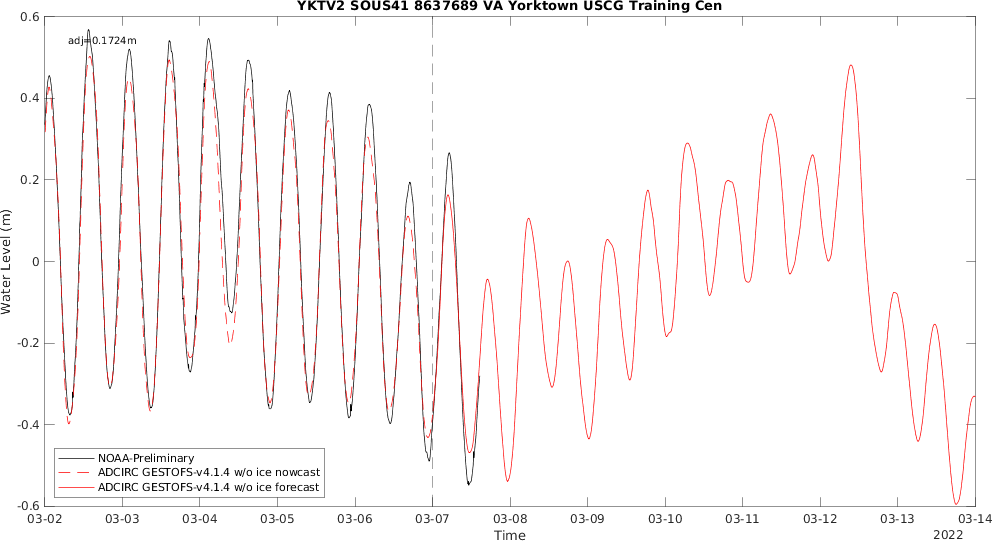 YKTV2 SOUS41 8637689 VA Yorktown USCG Training Cen
adj=0.1724m
0.6
0.4
0.2
0
-0.2
-0.4
-0.6
Water Level (m)
NOAA-Preliminary
ADCIRC GESTOFS-v4.1.4 w/o ice nowcast
ADCIRC GESTOFS-v4.1.4 w/o ice forecast
03-02 03-03 03-04 03-05 03-06 03-07 03-08 03-09 03-10 03-11 03-12 03-13 03-14
Time
2022